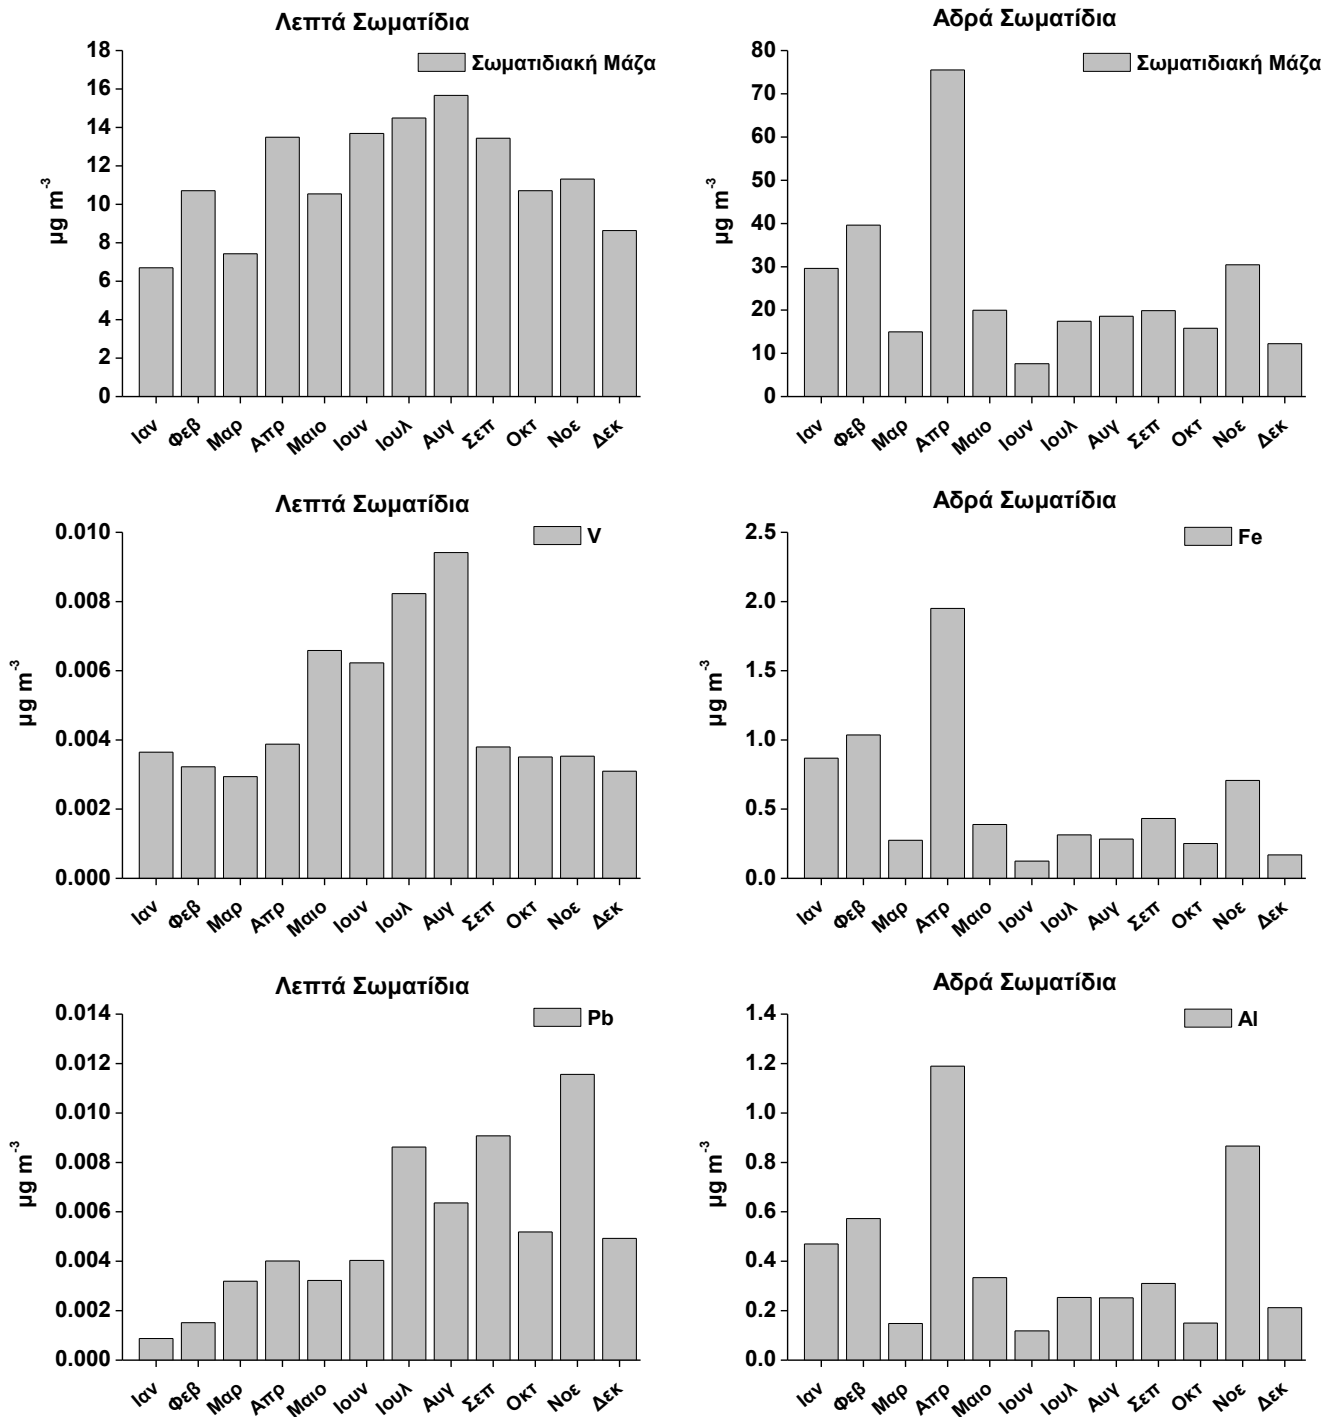 Λεπτά Σωματίδια
Σωματιδιακή Μάζα
18
16
14
12
10
8
6
4
2
0
μg m-3
Ιαν Φεβ Μαρ Απρ Μαιο Ιουν Ιουλ Αυγ Σεπ Οκτ Νοε Δεκ
Αδρά Σωματίδια
Σωματιδιακή Μάζα
80
70
60
50
40
30
20
10
0
μg m-3
Ιαν Φεβ Μαρ Απρ Μαιο Ιουν Ιουλ Αυγ Σεπ Οκτ Νοε Δεκ
Λεπτά Σωματίδια
V
0.010
0.008
0.006
0.004
0.002
0.000
μg m-3
Ιαν Φεβ Μαρ Απρ Μαιο Ιουν Ιουλ Αυγ Σεπ Οκτ Νοε Δεκ
Αδρά Σωματίδια
Fe
2.5
2.0
1.5
1.0
0.5
0.0
μg m-3
Ιαν Φεβ Μαρ Απρ Μαιο Ιουν Ιουλ Αυγ Σεπ Οκτ Νοε Δεκ
Λεπτά Σωματίδια
Pb
0.014
0.012
0.010
0.008
0.006
0.004
0.002
0.000
μg m-3
Ιαν Φεβ Μαρ Απρ Μαιο Ιουν Ιουλ Αυγ Σεπ Οκτ Νοε Δεκ
Αδρά Σωματίδια
Al
1.4
1.2
1.0
0.8
0.6
0.4
0.2
0.0
μg m-3
Ιαν Φεβ Μαρ Απρ Μαιο Ιουν Ιουλ Αυγ Σεπ Οκτ Νοε Δεκ